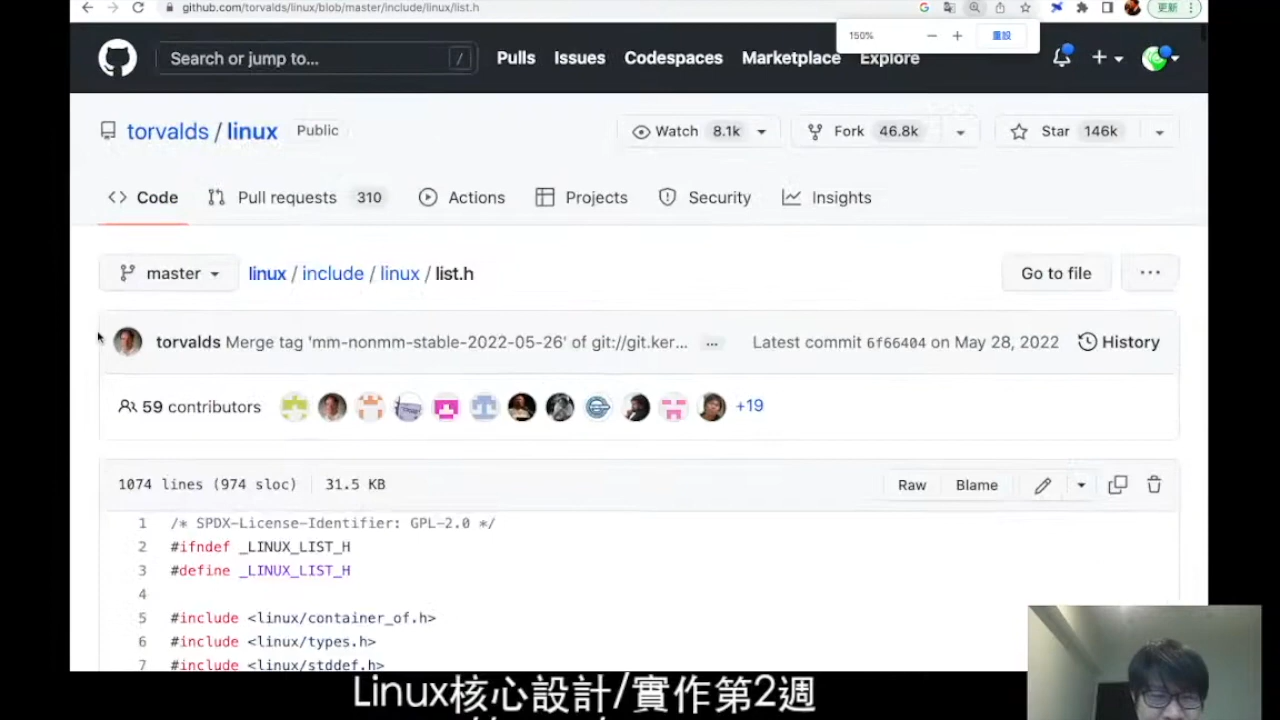 github.com/torvalds/linux/blob/master/include/linux/list.h
更新
150%
重設
Search or jump to...
/
Pulls Issues Codespaces Marketplace Explore
torvalds / linux Public
Watch 8.1k
Fork 46.8k
Star 146k
Code
Pull requests 310
Actions
Projects
Security
Insights
master
linux / include / linux / list.h
Go to file
torvalds Merge tag 'mm-nonmm-stable-2022-05-26' of git://git.ker... ... Latest commit 6f66404 on May 28, 2022 History
59 contributors
+19
1074 lines (974 sloc) 31.5 KB
Raw Blame
1 /* SPDX-License-Identifier: GPL-2.0 */
2 #ifndef _LINUX_LIST_H
3 #define _LINUX_LIST_H
4
5 #include <linux/container_of.h>
6 #include <linux/types.h>
7 #include <linux/stddef.h>
Linux核心設計/實作第2週